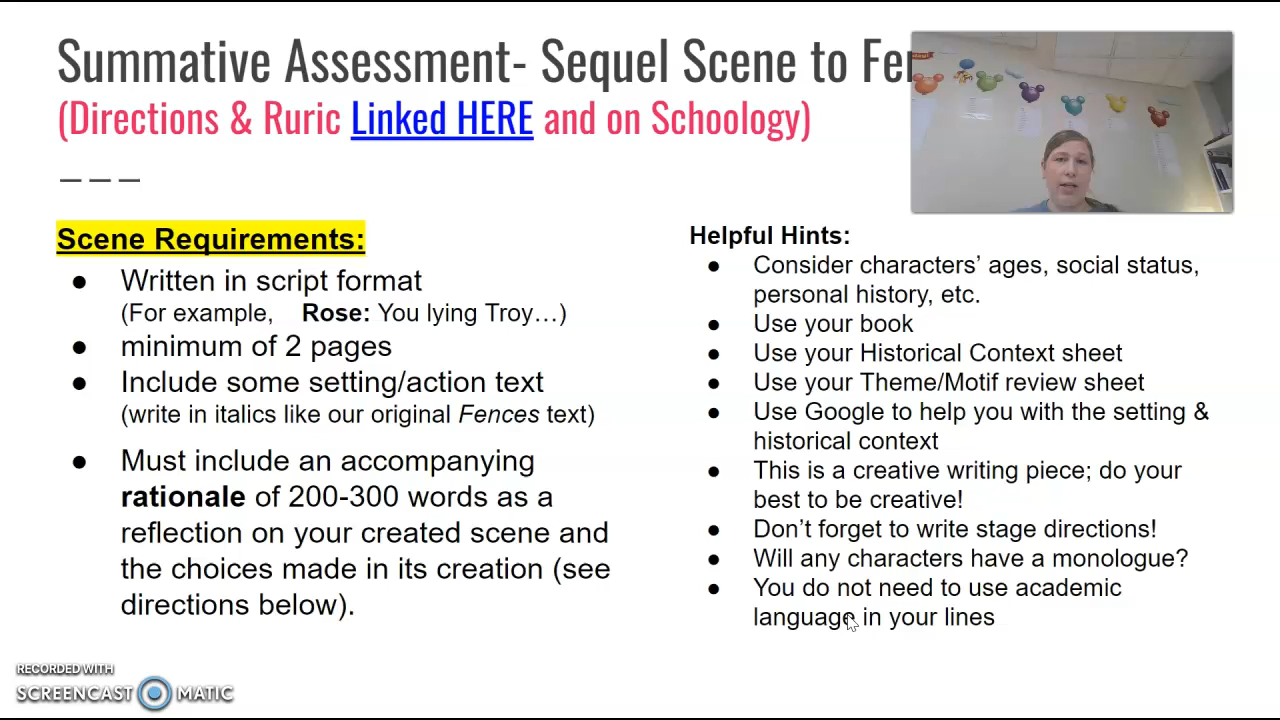 Summative Assessment- Sequel Scene to Fen
(Directions & Ruric Linked HERE and on Schoology)
Scene Requirements:
● Written in script format
(For example, Rose: You lying Troy…)
● minimum of 2 pages
● Include some setting/action text
(write in italics like our original Fences text)
● Must include an accompanying
rationale of 200-300 words as a
reflection on your created scene and
the choices made in its creation (see
directions below).
Helpful Hints:
● Consider characters’ ages, social status,
personal history, etc.
● Use your book
● Use your Historical Context sheet
● Use your Theme/Motif review sheet
● Use Google to help you with the setting &
historical context
● This is a creative writing piece; do your
best to be creative!
● Don’t forget to write stage directions!
● Will any characters have a monologue?
● You do not need to use academic
language in your lines
RECORDED WITH
SCREENCAST MATIC